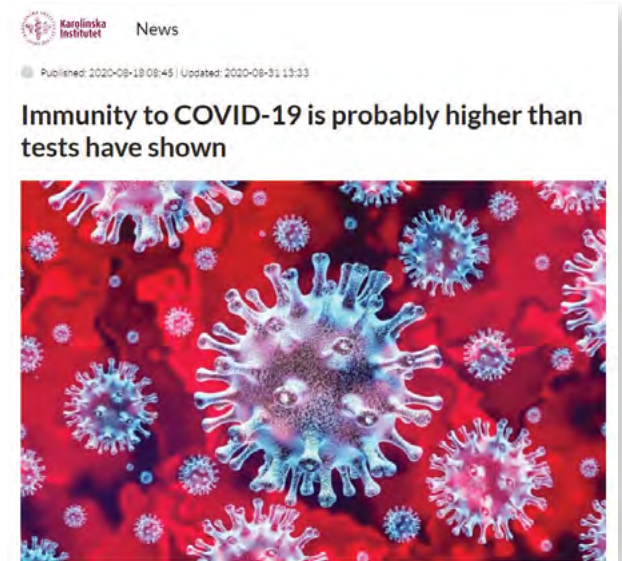 Karolinska
Institutet
News
Published: 2020-08-18 08:45 | Updated: 2020-08-31 13:33
Immunity to COVID-19 is probably higher than
tests have shown